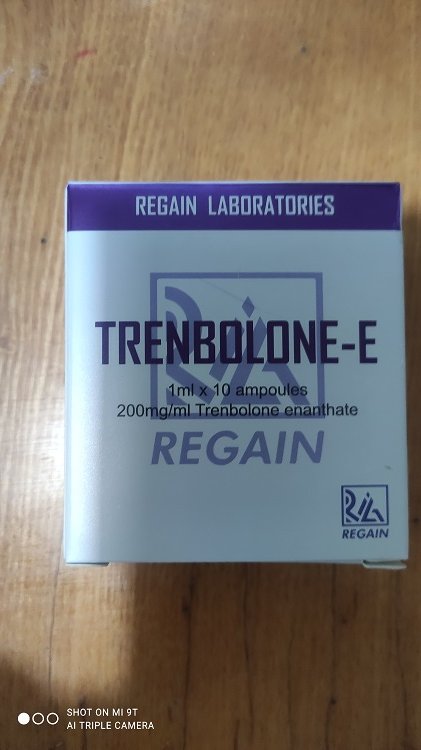 REGAIN LABORATORIES
TRENBOLONE-E
1ml x 10 ampoules
200mg/ml Trenbolone enanthate
REGAIN
REGAIN
SHOT ON MI 9T
AI TRIPLE CAMERA